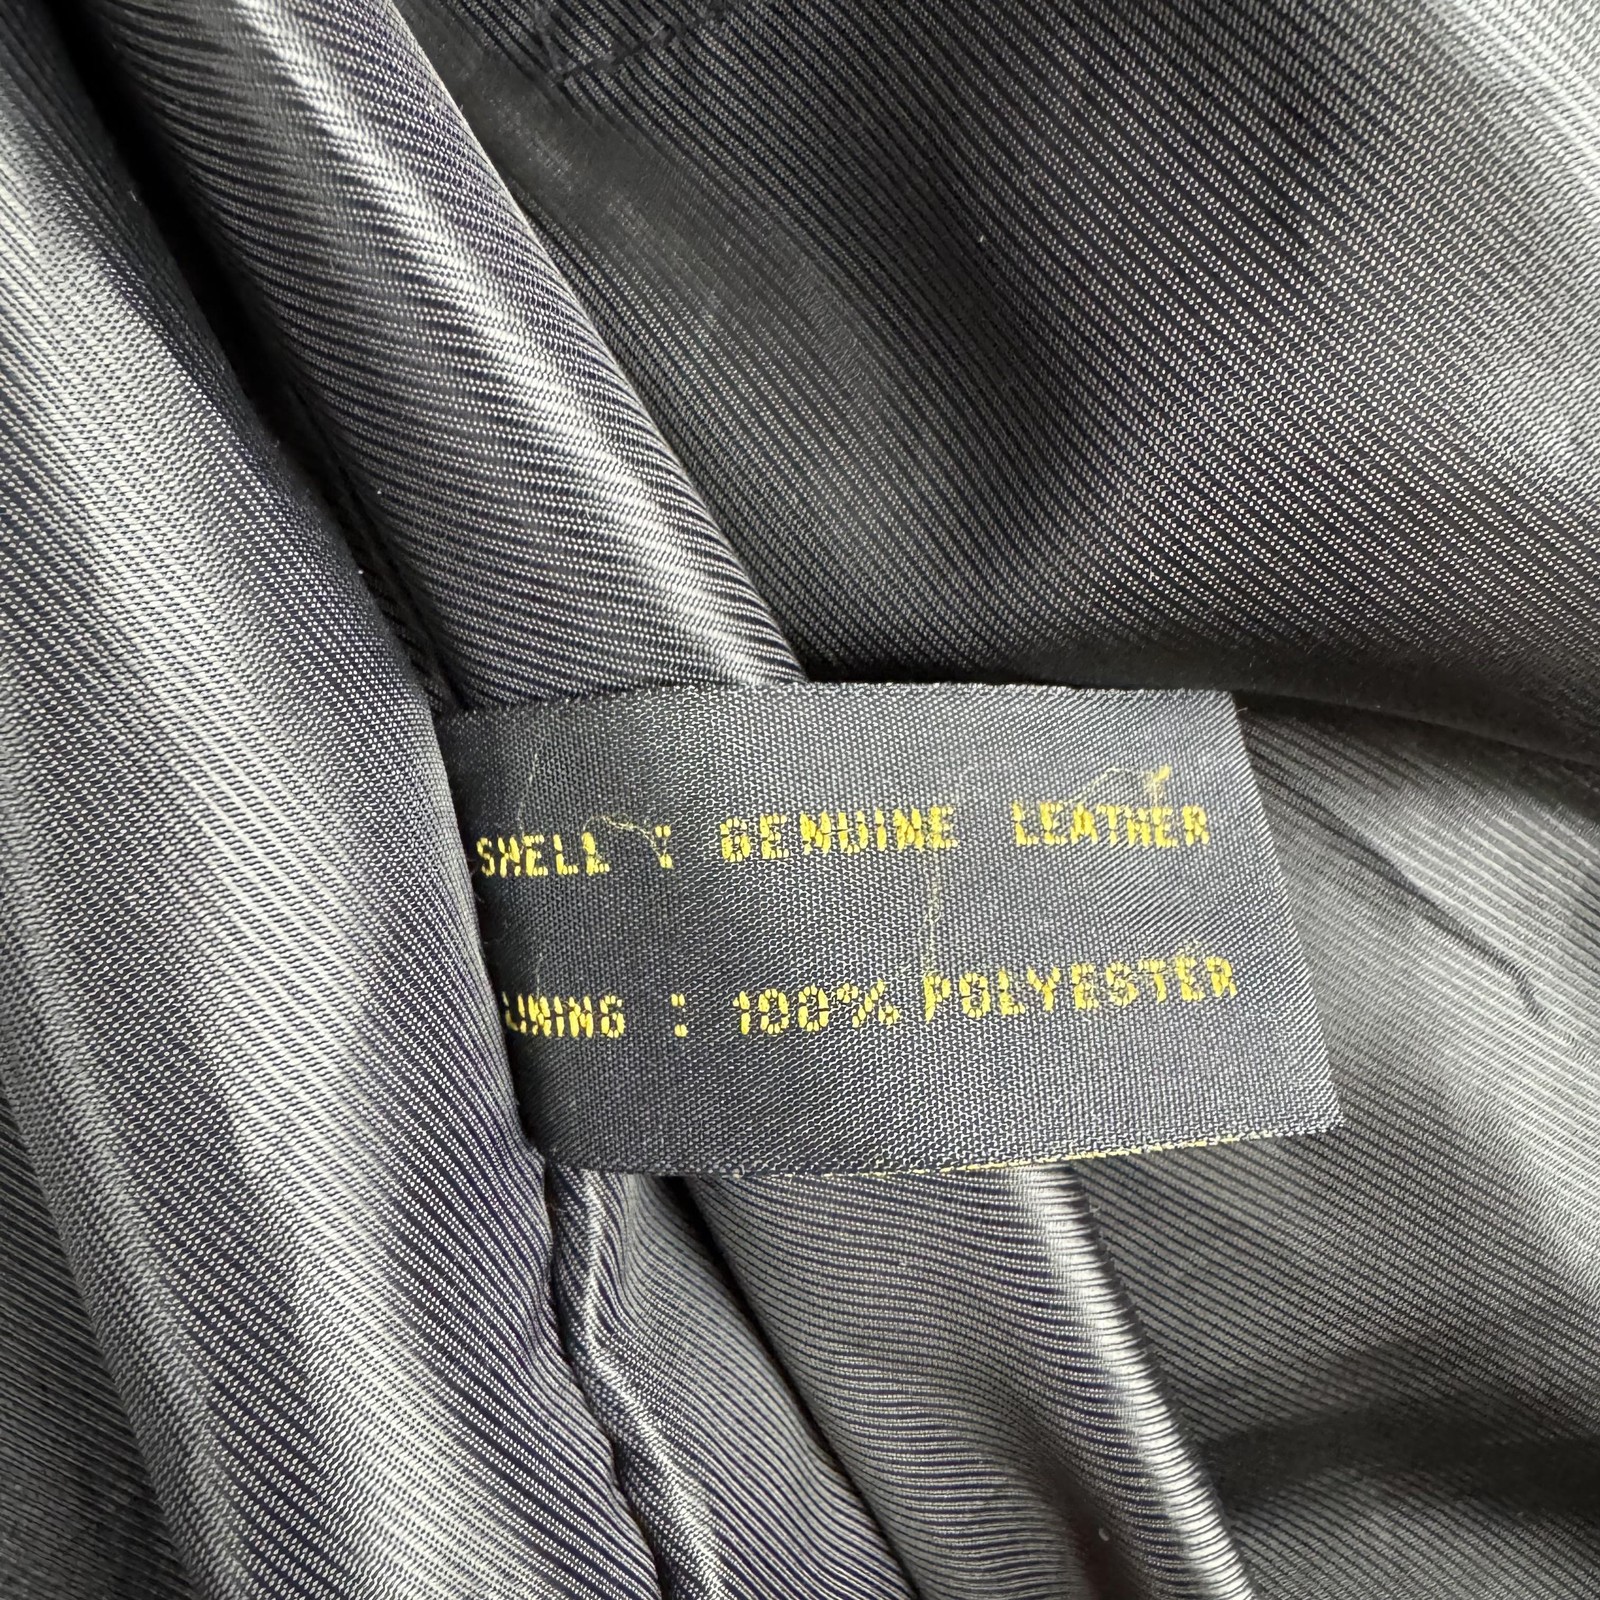 SHELL : GENUINE LEATHER
LINING : 100% POLYESTER